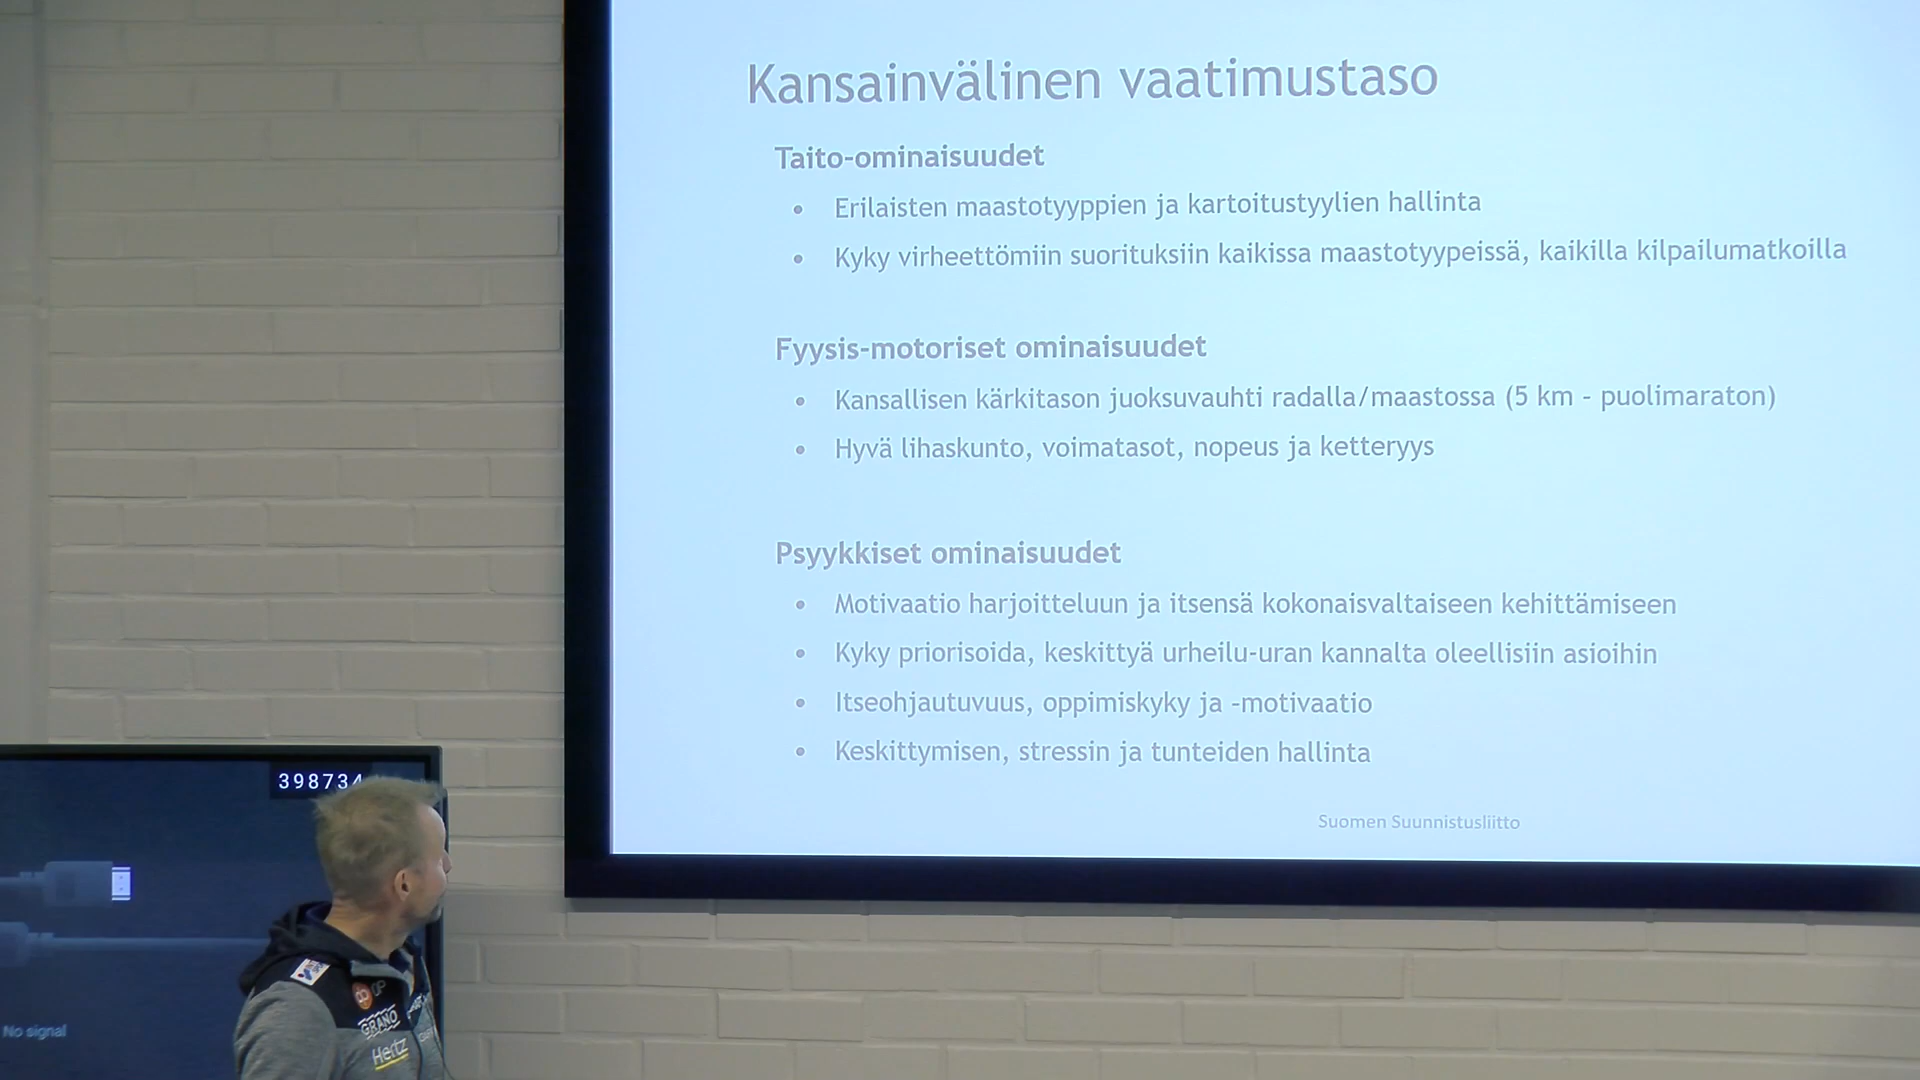 Kansainvälinen vaatimustaso
Taito-ominaisuudet
• Erilaisten maastotyyppien ja kartoitustyylien hallinta
• Kyky virheettömiin suorituksiin kaikissa maastotyypeissä, kaikilla kilpailumatkoilla
Fyysis-motoriset ominaisuudet
• Kansallisen kärkitason juoksuvauhti radalla/maastossa (5 km - puolimaraton)
• Hyvä lihaskunto, voimatasot, nopeus ja ketteryys
Psyykkiset ominaisuudet
• Motivaatio harjoitteluun ja itsensä kokonaisvaltaiseen kehittämiseen
• Kyky priorisoida, keskittyä urheilu-uran kannalta oleellisiin asioihin
• Itseohjautuvuus, oppimiskyky ja -motivaatio
• Keskittymisen, stressin ja tunteiden hallinta
Suomen Suunnistusliitto
398734
No signal
OP
GRANO
Hertz